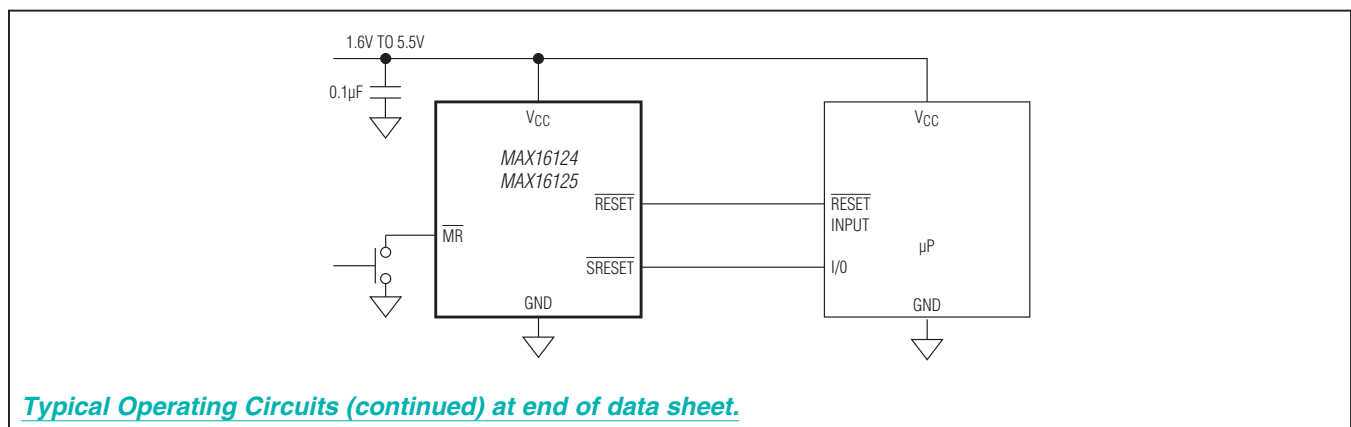 1.6V TO 5.5V
0.1µF
VCC
MAX16124
MAX16125
RESET
MR
SRESET
GND
VCC
RESET
INPUT
µP
I/0
GND
Typical Operating Circuits (continued) at end of data sheet.